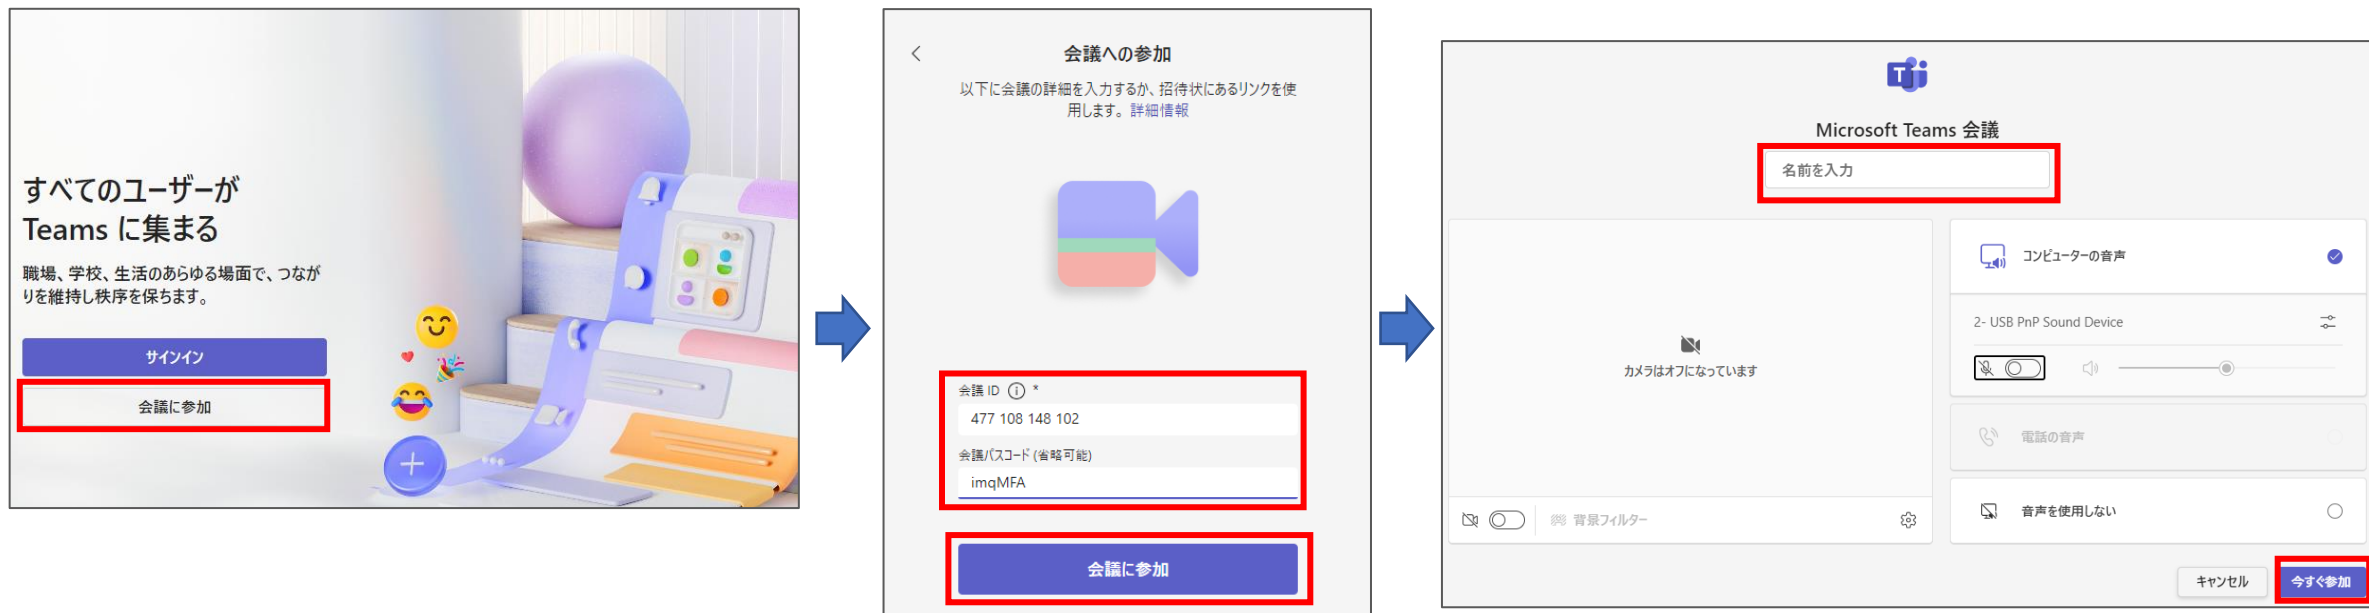 すべてのユーザーが
Teams に集まる
職場、学校、生活のあらゆる場面で、つなが
りを維持し秩序を保ちます。
サインイン
会議に参加
会議への参加
以下に会議の詳細を入力するか、招待状にあるリンクを使
用します。詳細情報
会議 ID *
477 108 148 102
会議パスコード (省略可能)
imqMFA
会議に参加
Microsoft Teams 会議
名前を入力
カメラはオフになっています
背景フィルター
コンピューターの音声
2- USB PnP Sound Device
電話の音声
音声を使用しない
キャンセル
今すぐ参加